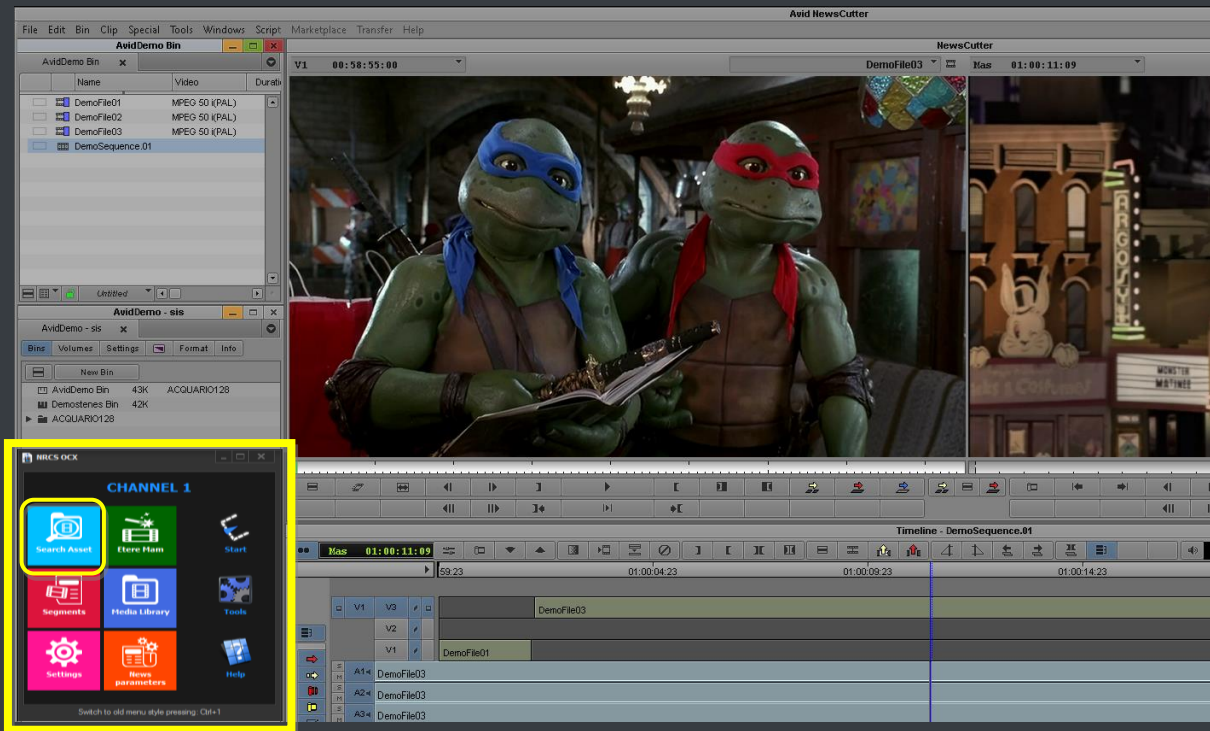 Avid NewsCutter
File Edit Bin Clip Special Tools Windows Script Marketplace Transfer Help
AvidDemo Bin
NewsCutter
AvidDemo Bin
V1 00:58:55:00
DemoFile03
Mas 01:00:11:09
Name Video Durati
DemoFile01 MPEG 50 i(PAL)
DemoFile02 MPEG 50 i(PAL)
DemoFile03 MPEG 50 i(PAL)
DemoSequence.01
ARGOSY
Untitled
AvidDemo - sis
AvidDemo - sis
Bins Volumes Settings Format Info
New Bin
AvidDemo Bin 43K ACQUARIO128
Demostenes Bin 42K
ACQUARIO128
MONSTER
MATINEE
NRCS OCX
CHANNEL 1
Search Asset Etere Mam Start
Segments Media Library Tools
Settings News parameters Help
Switch to old menu style pressing: Ctrl+1
Timeline - DemoSequence.01
Mas 01:00:11:09
59:23 01:00:04:23 01:00:09:23 01:00:14:23
V1 V3 DemoFile03
V2
V1 DemoFile01
S M A1 DemoFile03
S M A2 DemoFile03
S A3 DemoFile03